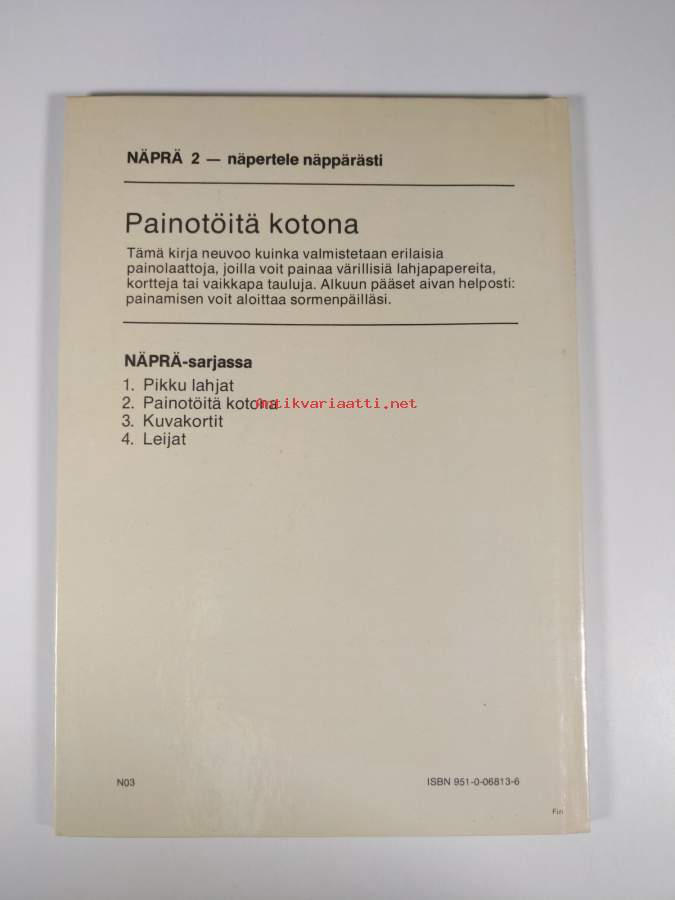 NÄPRÄ 2 — näpertele näppärästi
Painotöitä kotona
Tämä kirja neuvoo kuinka valmistetaan erilaisia
painolaattoja, joilla voit painaa värillisiä lahjapapereita,
kortteja tai vaikkapa tauluja. Alkuun pääset aivan helposti:
painamisen voit aloittaa sormenpäilläsi.
NÄPRÄ-sarjassa
1. Pikku lahjat
2. Painotöitä kotona
Antikvariaatti.net
3. Kuvakortit
4. Leijat
N03
ISBN 951-0-06813-6
Fin